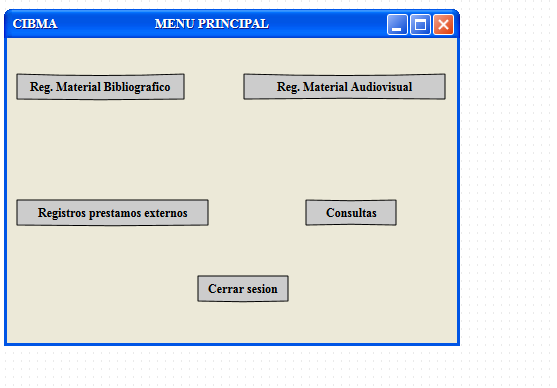 CIBMA MENU PRINCIPAL
Reg. Material Bibliografico
Reg. Material Audiovisual
Registros prestamos externos
Consultas
Cerrar sesion